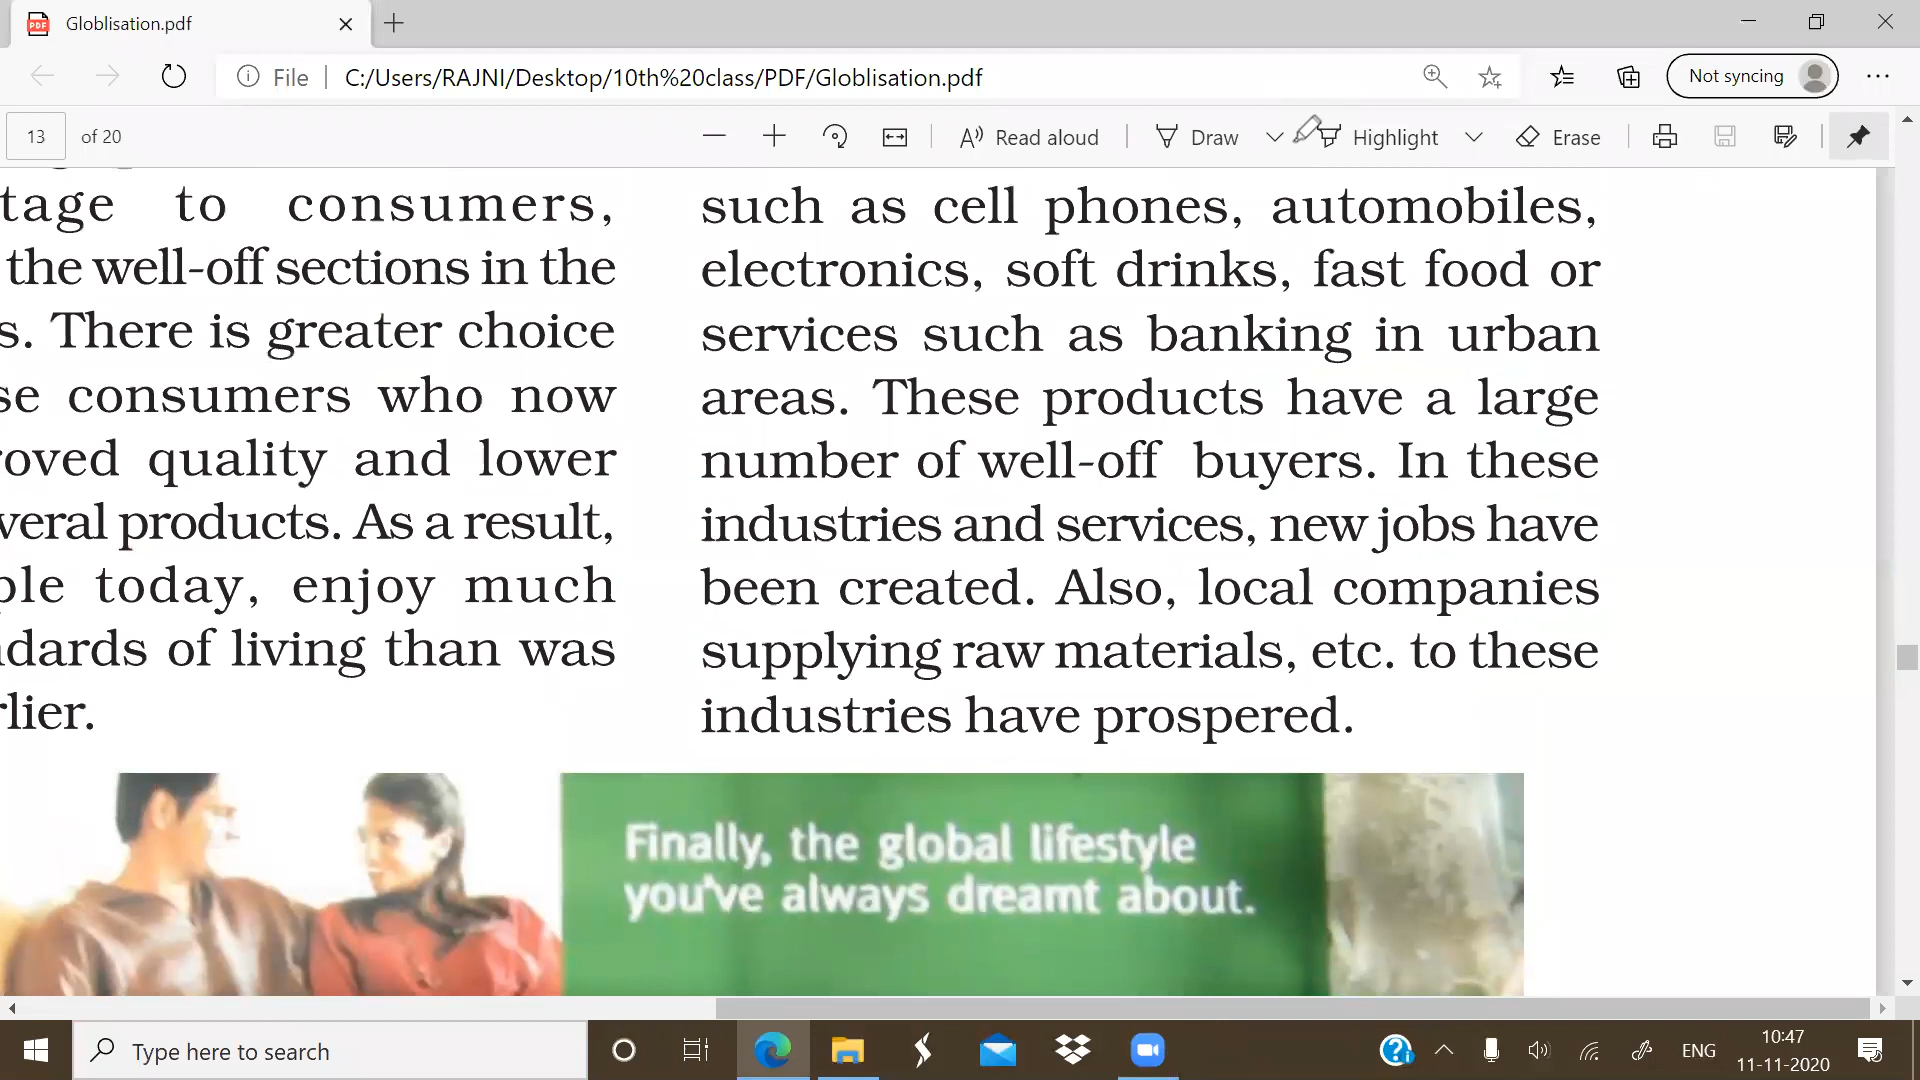 Globlisation.pdf
File
C:/Users/RAJNI/Desktop/10th%20class/PDF/Globlisation.pdf
Not syncing
13 of 20
Read aloud
Draw
Highlight
Erase
tage to consumers,
the well-off sections in the
s. There is greater choice
se consumers who now
roved quality and lower
veral products. As a result,
ple today, enjoy much
ndards of living than was
rlier.
such as cell phones, automobiles,
electronics, soft drinks, fast food or
services such as banking in urban
areas. These products have a large
number of well-off buyers. In these
industries and services, new jobs have
been created. Also, local companies
supplying raw materials, etc. to these
industries have prospered.
Finally, the global lifestyle
you've always dreamt about.
Type here to search
ENG
10:47
11-11-2020